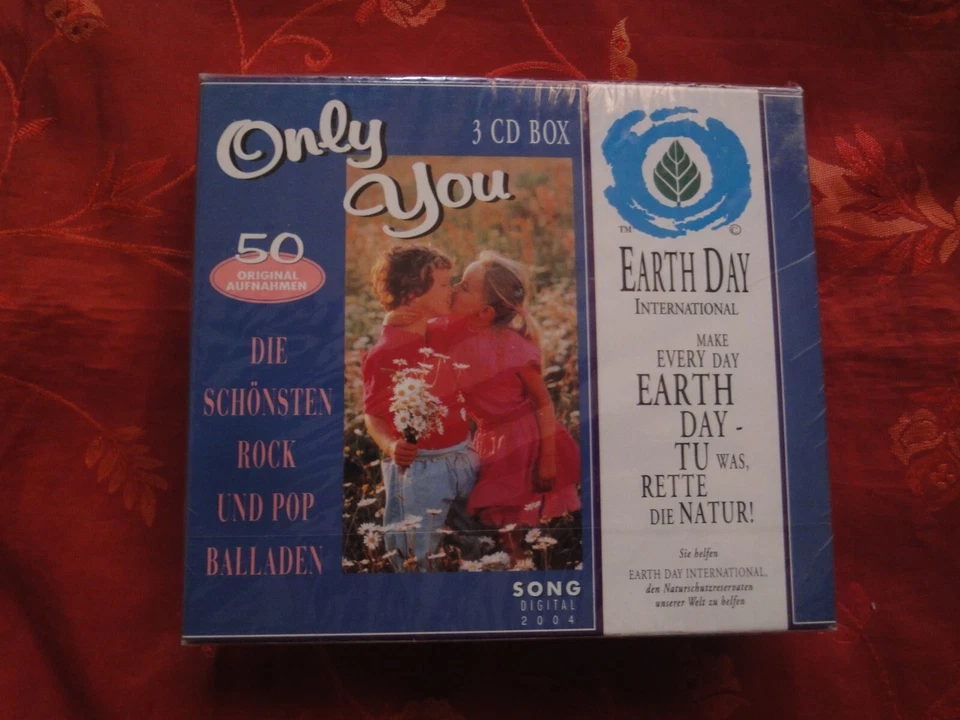 Only
You
3 CD BOX
50
ORIGINAL
AUFNAHMEN
DIE
SCHÖNSTEN
ROCK
UND POP
BALLADEN
SONG
DIGITAL
2004
TM
©
EARTH DAY
INTERNATIONAL
MAKE
EVERY DAY
EARTH
DAY -
TU WAS,
RETTE
DIE NATUR!
Sie helfen
EARTH DAY INTERNATIONAL,
den Naturschutzreservaten
unserer Welt zu helfen